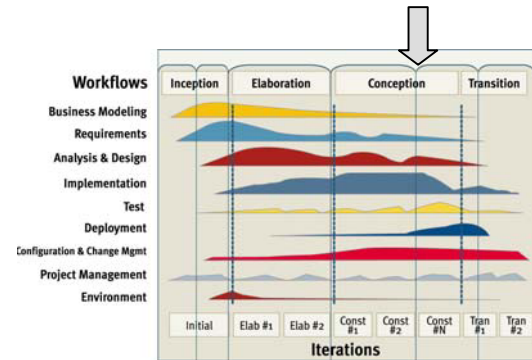 Workflows
Inception
Elaboration
Conception
Transition
Business Modeling
Requirements
Analysis & Design
Implementation
Test
Deployment
Configuration & Change Mgmt
Project Management
Environment
Initial
Elab #1
Elab #2
Const
#1
Const
#2
Const
#N
Tran
#1
Tran
#2
Iterations